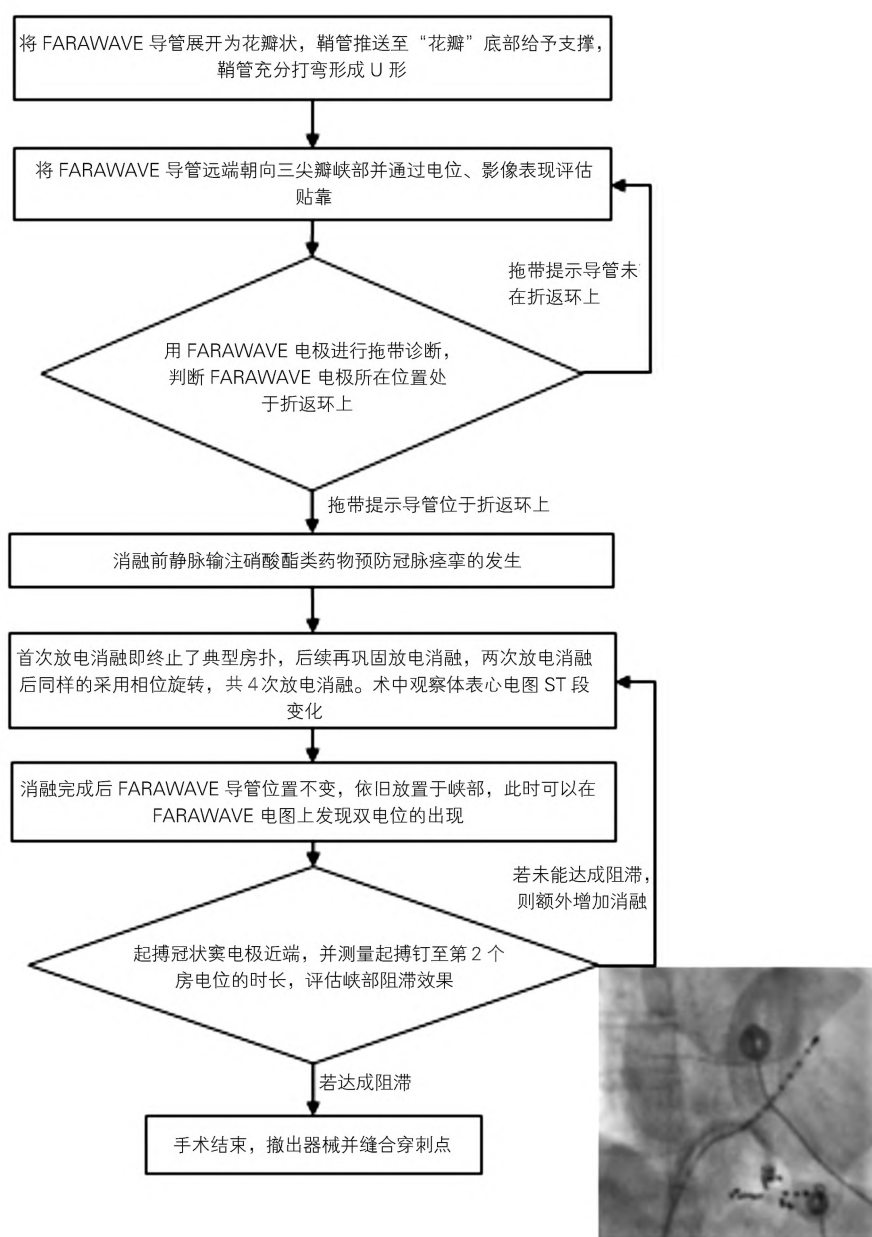 将 FARAWAVE 导管展开为花瓣状，鞘管推送至“花瓣”底部给予支撑，
鞘管充分打弯形成 U 形
将 FARAWAVE 导管远端朝向三尖瓣峡部并通过电位、影像表现评估
贴靠
拖带提示导管未
在折返环上
用 FARAWAVE 电极进行拖带诊断，
判断 FARAWAVE 电极所在位置处
于折返环上
拖带提示导管位于折返环上
消融前静脉输注硝酸酯类药物预防冠脉痉挛的发生
首次放电消融即终止了典型房扑，后续再巩固放电消融，两次放电消融
后同样的采用相位旋转，共 4 次放电消融。术中观察体表心电图 ST 段
变化
消融完成后 FARAWAVE 导管位置不变，依旧放置于峡部，此时可以在
FARAWAVE 电图上发现双电位的出现
若未能达成阻滞，
则额外增加消融
起搏冠状窦电极近端，并测量起搏钉至第 2 个
房电位的时长，评估峡部阻滞效果
若达成阻滞
手术结束，撤出器械并缝合穿刺点